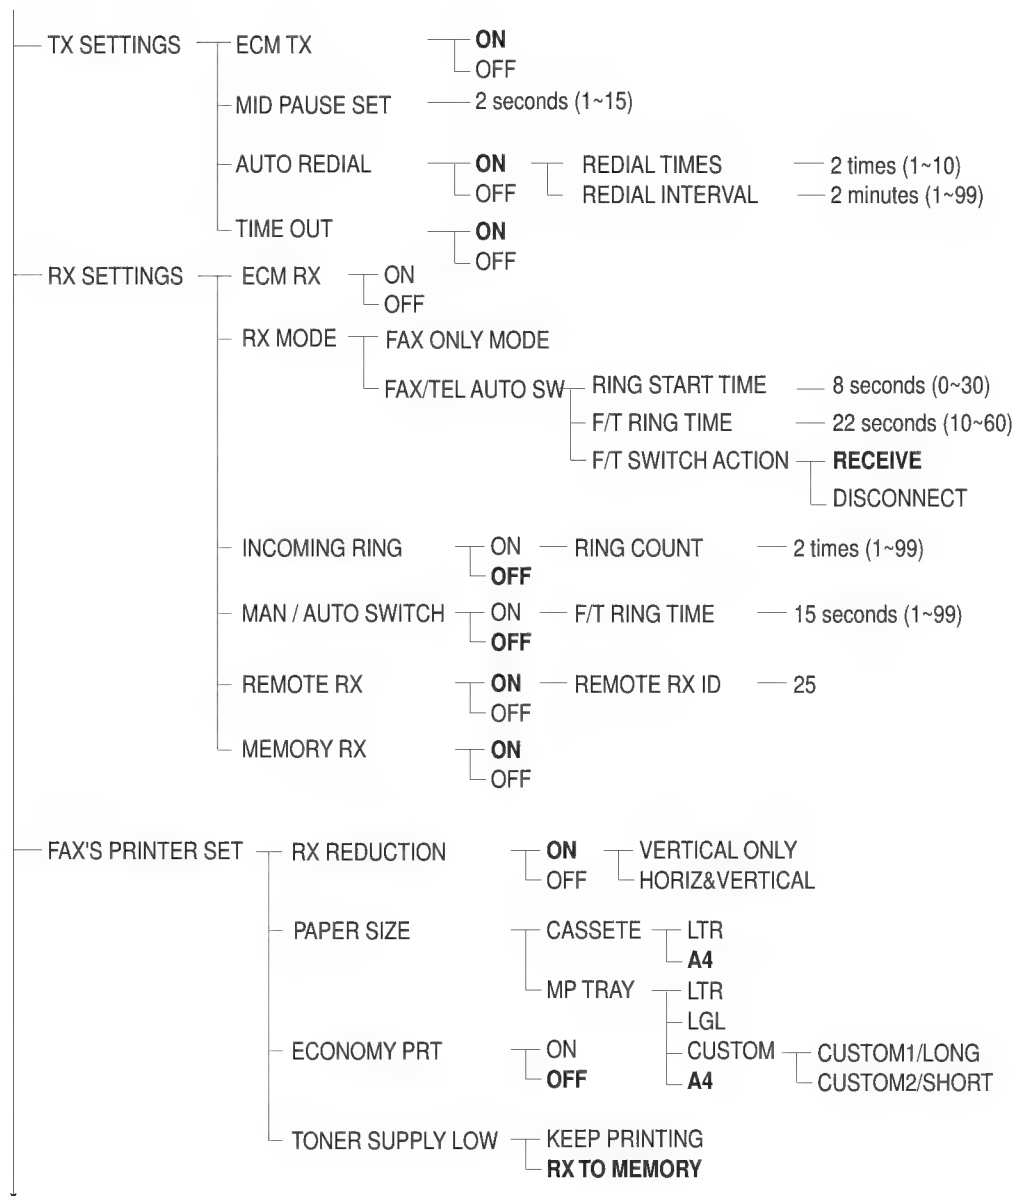 TX SETTINGS ECM TX ON
OFF
MID PAUSE SET 2 seconds (1~15)
AUTO REDIAL ON REDIAL TIMES 2 times (1~10)
OFF REDIAL INTERVAL 2 minutes (1~99)
TIME OUT ON
OFF
RX SETTINGS ECM RX ON
OFF
RX MODE FAX ONLY MODE
FAX/TEL AUTO SW RING START TIME 8 seconds (0~30)
F/T RING TIME 22 seconds (10~60)
F/T SWITCH ACTION RECEIVE
DISCONNECT
INCOMING RING ON RING COUNT 2 times (1~99)
OFF
MAN / AUTO SWITCH ON F/T RING TIME 15 seconds (1~99)
OFF
REMOTE RX ON REMOTE RX ID 25
OFF
MEMORY RX ON
OFF
FAX'S PRINTER SET RX REDUCTION ON VERTICAL ONLY
OFF HORIZ&VERTICAL
PAPER SIZE CASSETE LTR
A4
MP TRAY LTR
LGL
ECONOMY PRT ON CUSTOM CUSTOM1/LONG
OFF A4 CUSTOM2/SHORT
TONER SUPPLY LOW KEEP PRINTING
RX TO MEMORY